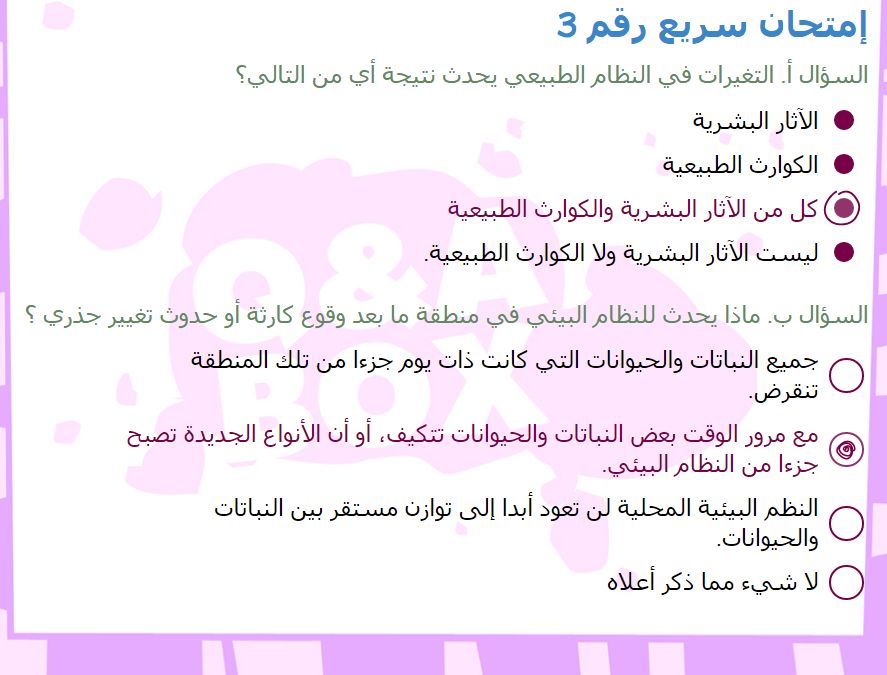 إمتحان سريع رقم 3
السؤال أ. التغيرات في النظام الطبيعي يحدث نتيجة أي من التالي؟
الآثار البشرية
الكوارث الطبيعية
كل من الآثار البشرية والكوارث الطبيعية
ليست الآثار البشرية ولا الكوارث الطبيعية.
السؤال ب. ماذا يحدث للنظام البيئي في منطقة ما بعد وقوع كارثة أو حدوث تغيير جذري ؟
جميع النباتات والحيوانات التي كانت ذات يوم جزءا من تلك المنطقة
تنقرض.
مع مرور الوقت بعض النباتات والحيوانات تتكيف، أو أن الأنواع الجديدة تصبح
جزءا من النظام البيئي.
النظم البيئية المحلية لن تعود أبدا إلى توازن مستقر بين النباتات
والحيوانات.
لا شيء مما ذكر أعلاه
Q&A
BOX